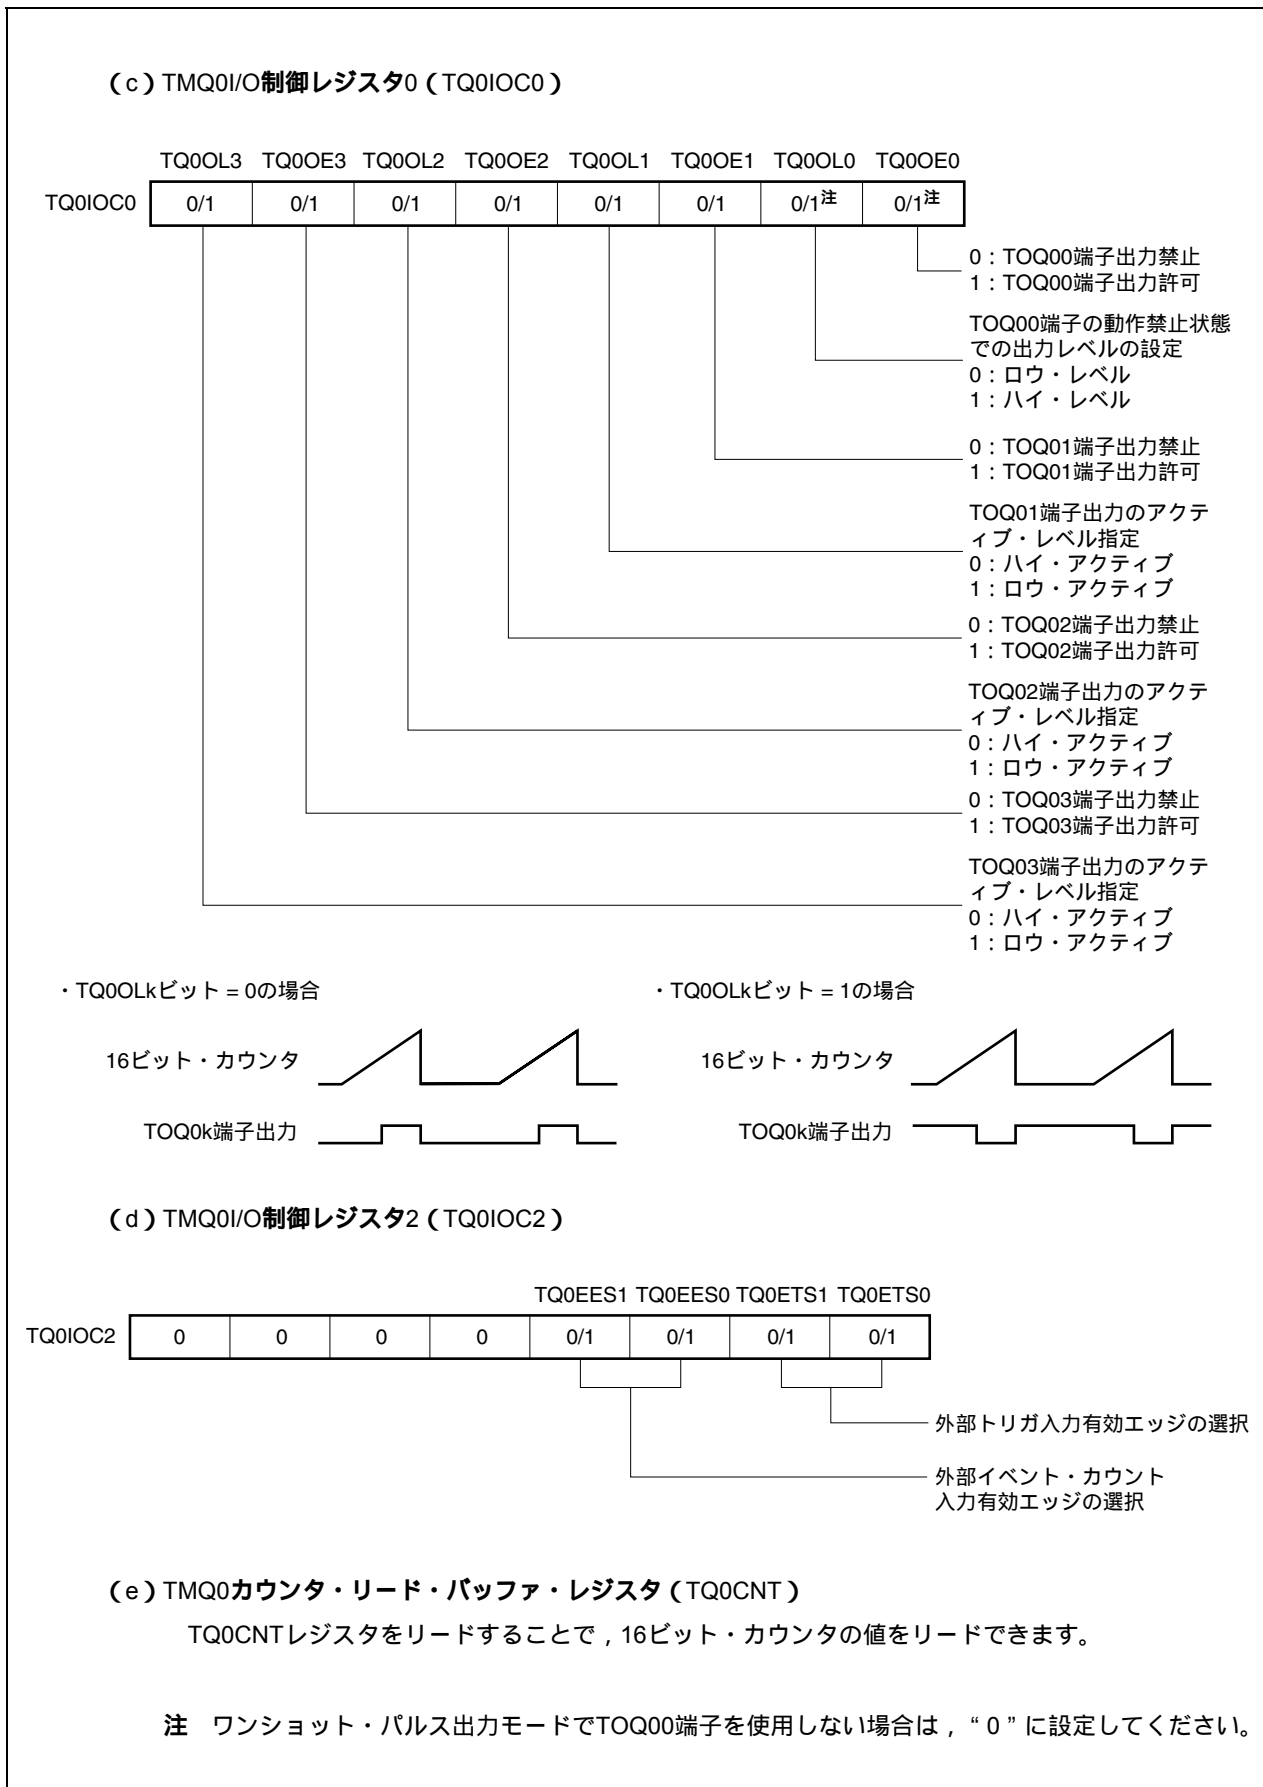 （c）TMQ0I/O制御レジスタ0（TQ0IOC0）
TQ0OL3 TQ0OE3 TQ0OL2 TQ0OE2 TQ0OL1 TQ0OE1 TQ0OL0 TQ0OE0
TQ0IOC0 0/1 0/1 0/1 0/1 0/1 0/1 0/1注 0/1注
0：TOQ00端子出力禁止
1：TOQ00端子出力許可
TOQ00端子の動作禁止状態
での出力レベルの設定
0：ロウ・レベル
1：ハイ・レベル
0：TOQ01端子出力禁止
1：TOQ01端子出力許可
TOQ01端子出力のアクテ
ィブ・レベル指定
0：ハイ・アクティブ
1：ロウ・アクティブ
0：TOQ02端子出力禁止
1：TOQ02端子出力許可
TOQ02端子出力のアクテ
ィブ・レベル指定
0：ハイ・アクティブ
1：ロウ・アクティブ
0：TOQ03端子出力禁止
1：TOQ03端子出力許可
TOQ03端子出力のアクテ
ィブ・レベル指定
0：ハイ・アクティブ
1：ロウ・アクティブ
・TQ0OLkビット = 0の場合
16ビット・カウンタ
TOQ0k端子出力
・TQ0OLkビット = 1の場合
16ビット・カウンタ
TOQ0k端子出力
（d）TMQ0I/O制御レジスタ2（TQ0IOC2）
TQ0EES1 TQ0EES0 TQ0ETS1 TQ0ETS0
TQ0IOC2 0 0 0 0 0/1 0/1 0/1 0/1
外部トリガ入力有効エッジの選択
外部イベント・カウント
入力有効エッジの選択
（e）TMQ0カウンタ・リード・バッファ・レジスタ（TQ0CNT）
TQ0CNTレジスタをリードすることで，16ビット・カウンタの値をリードできます。
注 ワンショット・パルス出力モードでTOQ00端子を使用しない場合は，“0”に設定してください。